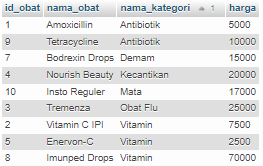 id_obat nama_obat nama_kategori 1 harga
1 Amoxicillin Antibiotik 5000
9 Tetracycline Antibiotik 10000
7 Bodrexin Drops Demam 15000
4 Nourish Beauty Kecantikan 20000
10 Insto Reguler Mata 17000
3 Tremenza Obat Flu 25000
2 Vitamin C IPI Vitamin 7500
5 Enervon-C Vitamin 2500
8 Imunped Drops Vitamin 70000